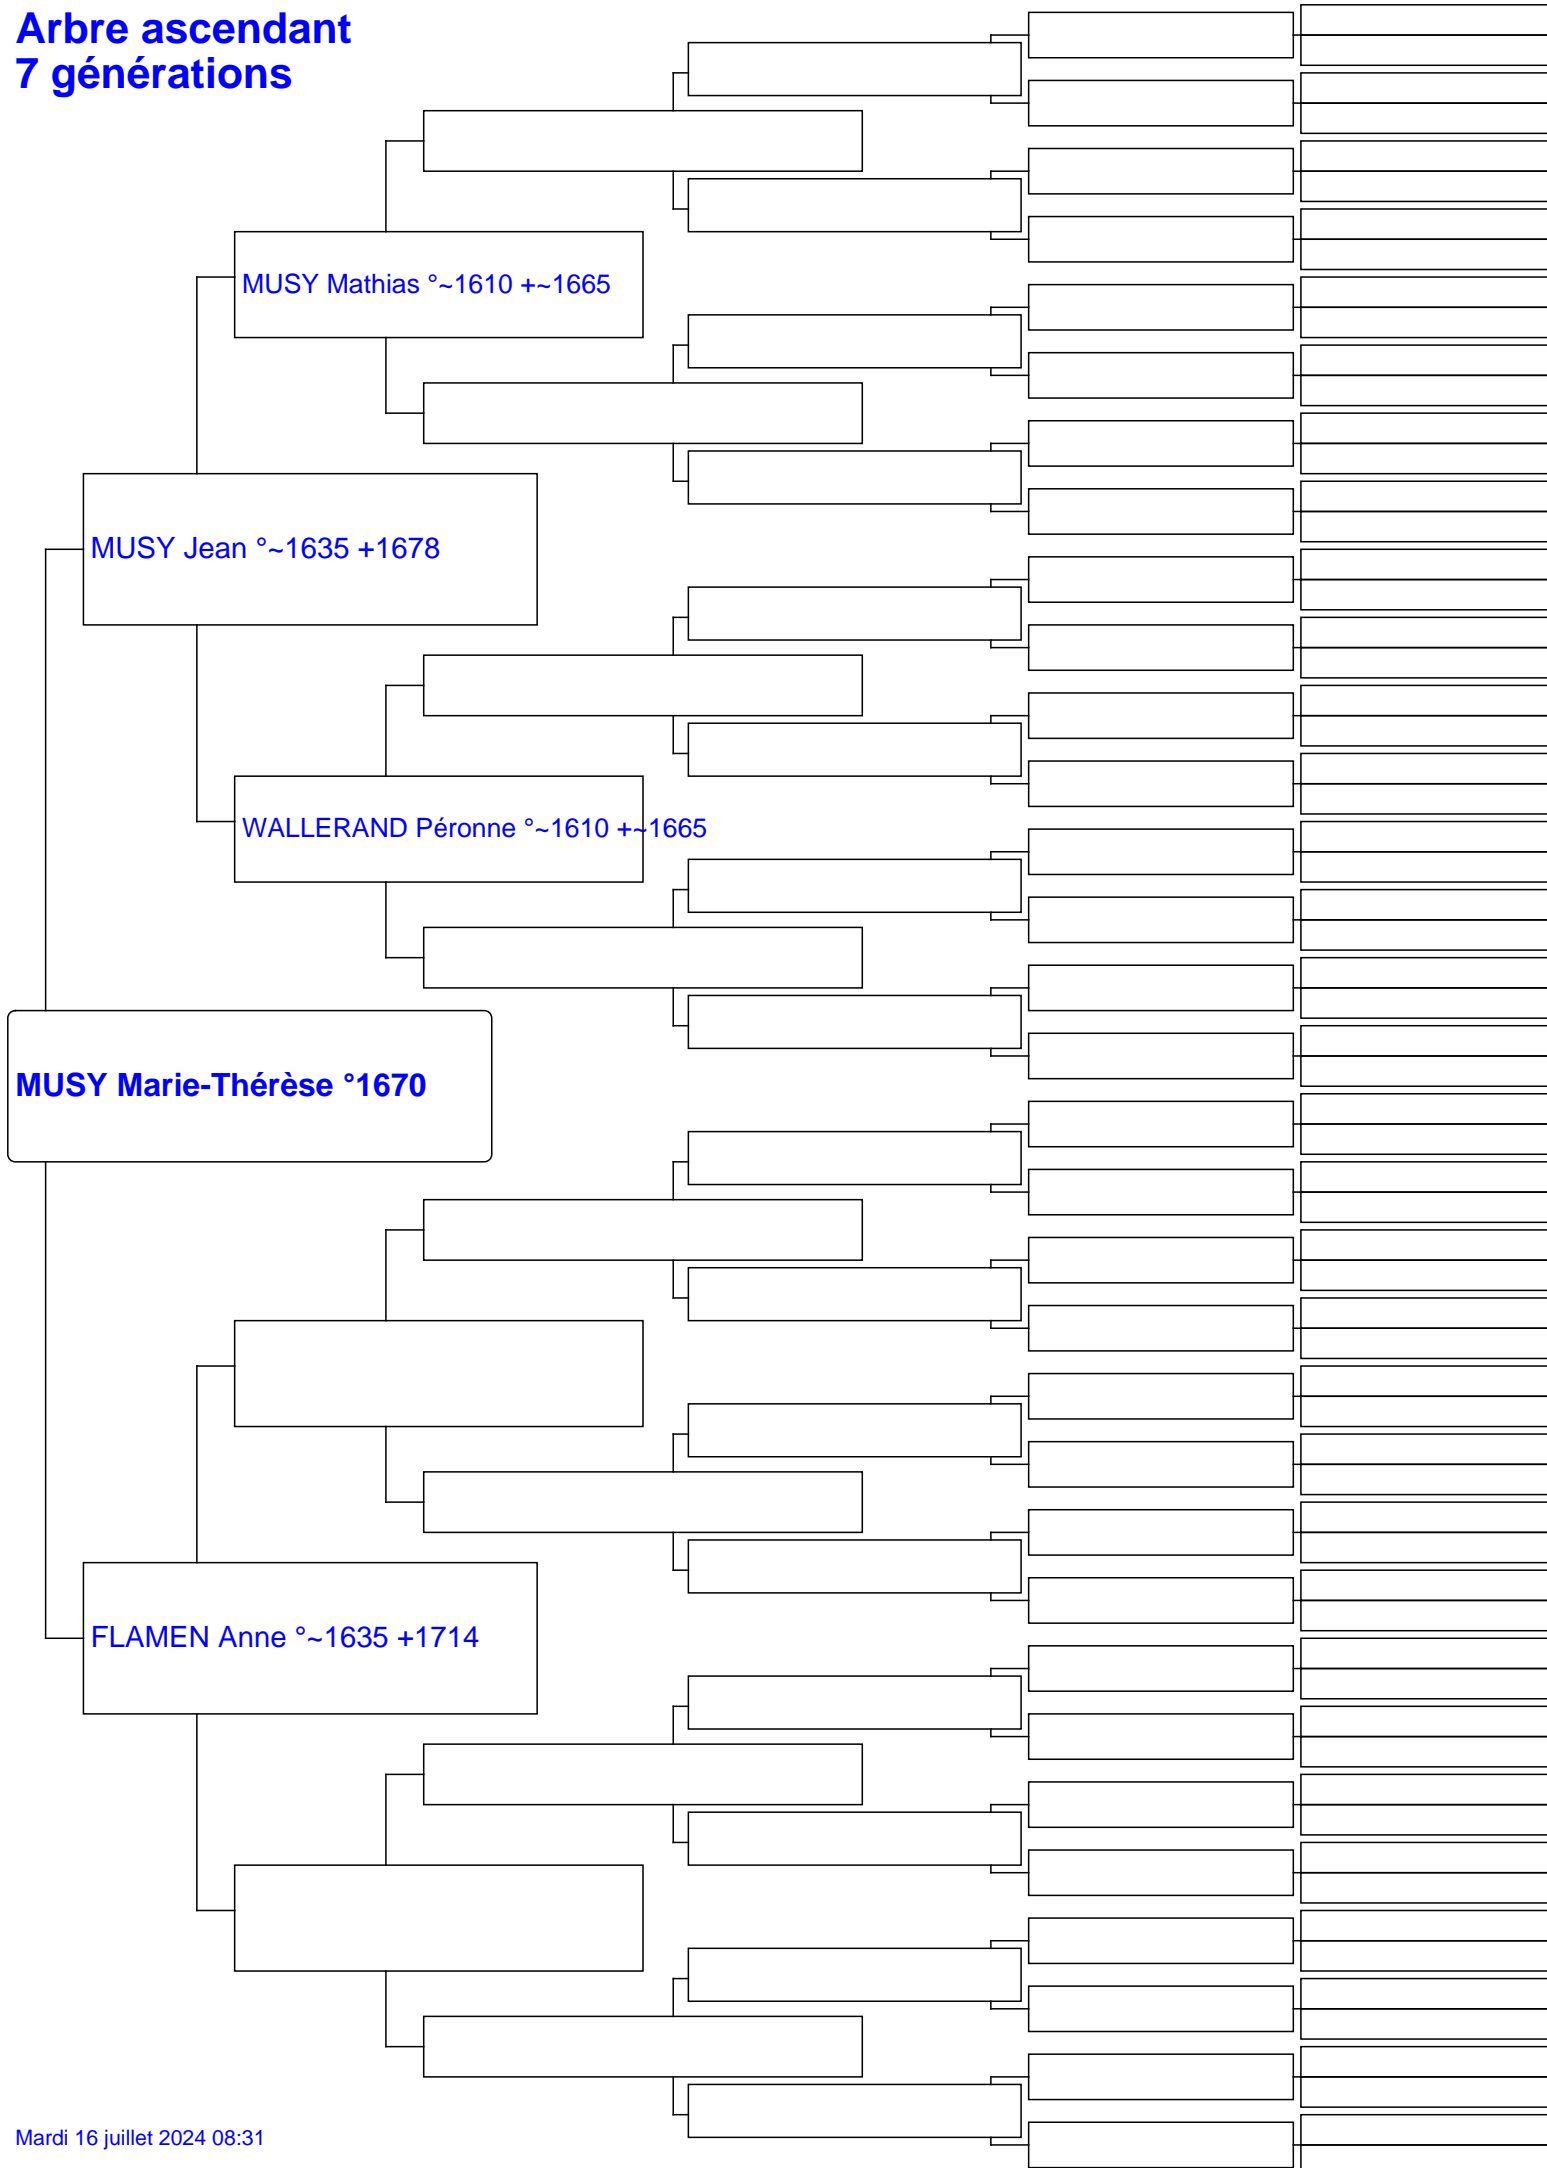 Arbre ascendant
7 générations
MUSY Mathias °~1610 +~1665
MUSY Jean °~1635 +1678
WALLERAND Péronne °~1610 +~1665
MUSY Marie-Thérèse °1670
FLAMEN Anne °~1635 +1714
Mardi 16 juillet 2024 08:31